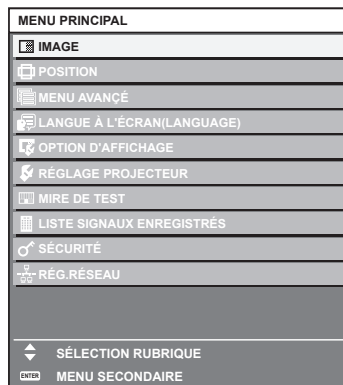 MENU PRINCIPAL
IMAGE
POSITION
MENU AVANÇÉ
LANGUE À L'ÉCRAN(LANGUAGE)
OPTION D'AFFICHAGE
RÉGLAGE PROJECTEUR
MIRE DE TEST
LISTE SIGNAUX ENREGISTRÉS
SÉCURITÉ
RÉG.RÉSEAU
SÉLECTION RUBRIQUE
ENTER MENU SECONDAIRE